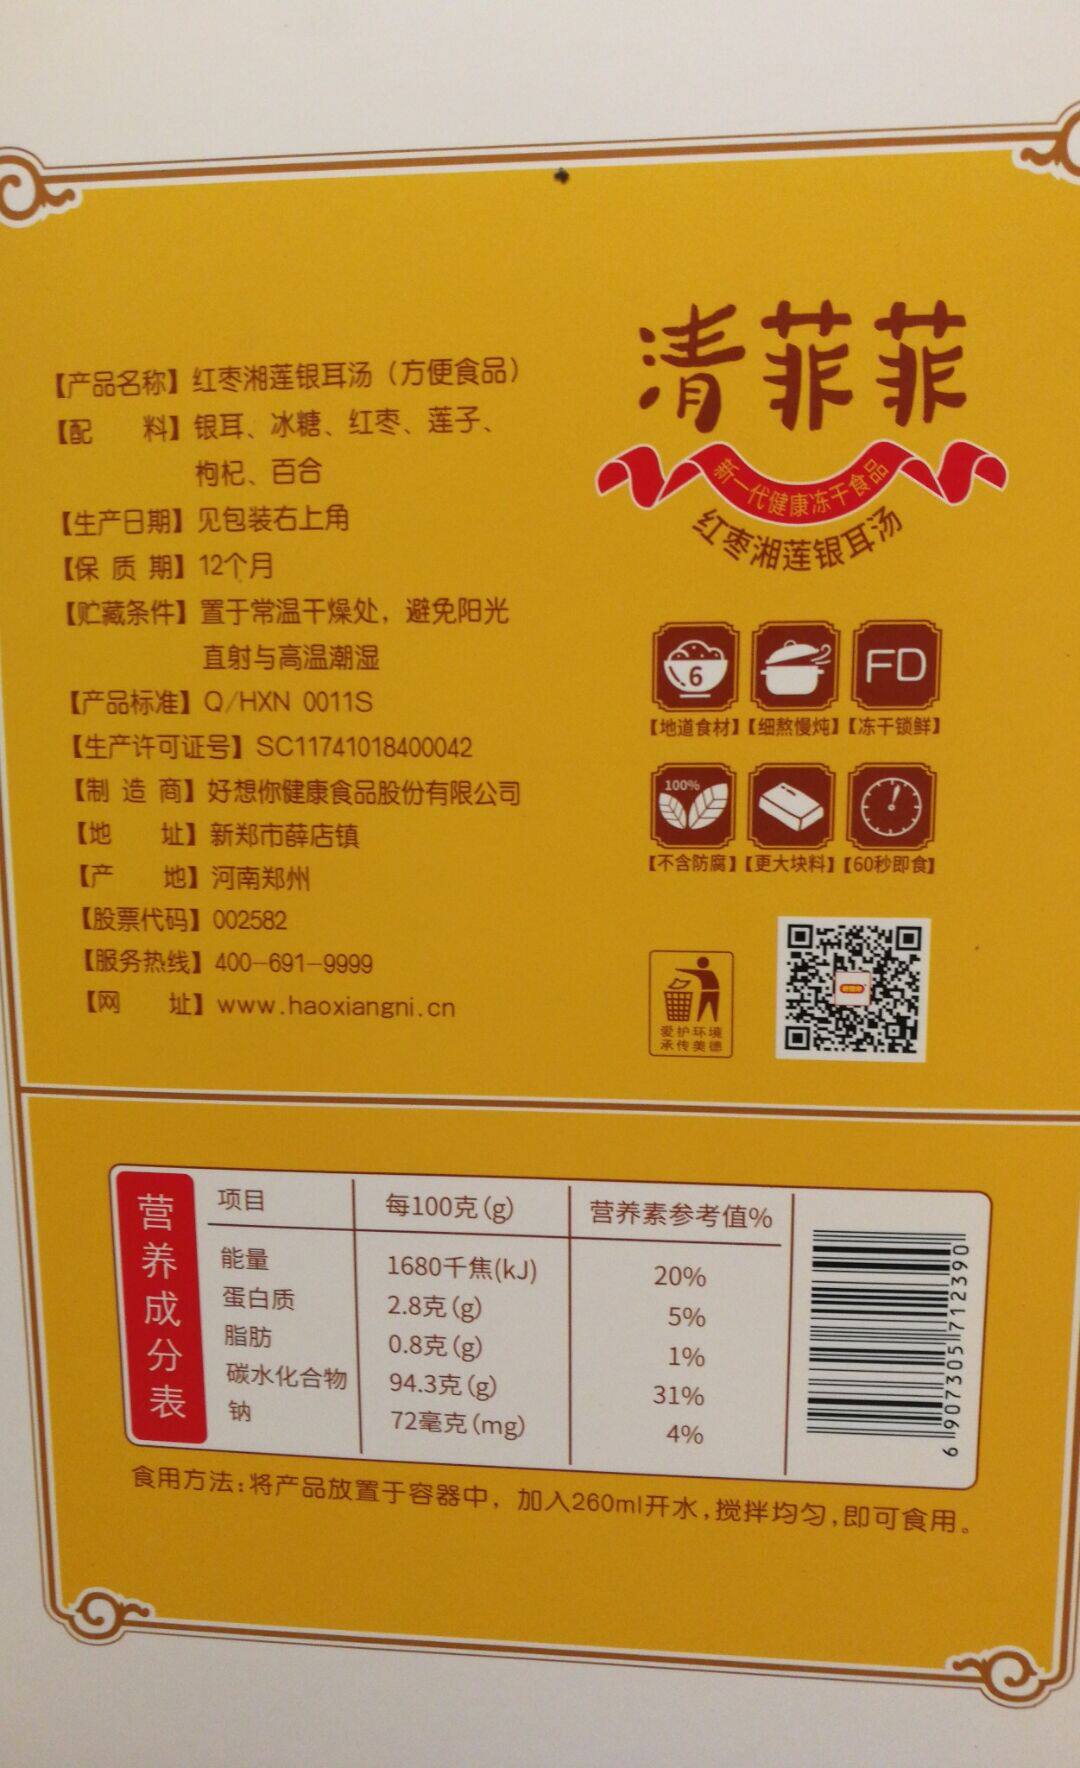 清菲菲
新一代健康冻干食品
红枣湘莲银耳汤
【产品名称】红枣湘莲银耳汤（方便食品）
【配 料】银耳、冰糖、红枣、莲子、
枸杞、百合
【生产日期】见包装右上角
【保 质 期】12个月
【贮藏条件】置于常温干燥处，避免阳光
直射与高温潮湿
【产品标准】Q/HXN 0011S
【生产许可证号】SC11741018400042
【制 造 商】好想你健康食品股份有限公司
【地 址】新郑市薛店镇
【产 地】河南郑州
【股票代码】002582
【服务热线】400-691-9999
【网 址】www.haoxiangni.cn
6
FD
【地道食材】【细熬慢炖】【冻干锁鲜】
100%
【不含防腐】【更大块料】【60秒即食】
爱护环境
承传美德
营养成分表
项目 每100克(g) 营养素参考值%
能量 1680千焦(kJ) 20%
蛋白质 2.8克(g) 5%
脂肪 0.8克(g) 1%
碳水化合物 94.3克(g) 31%
钠 72毫克(mg) 4%
6 907305 712390
食用方法:将产品放置于容器中，加入260ml开水,搅拌均匀,即可食用。